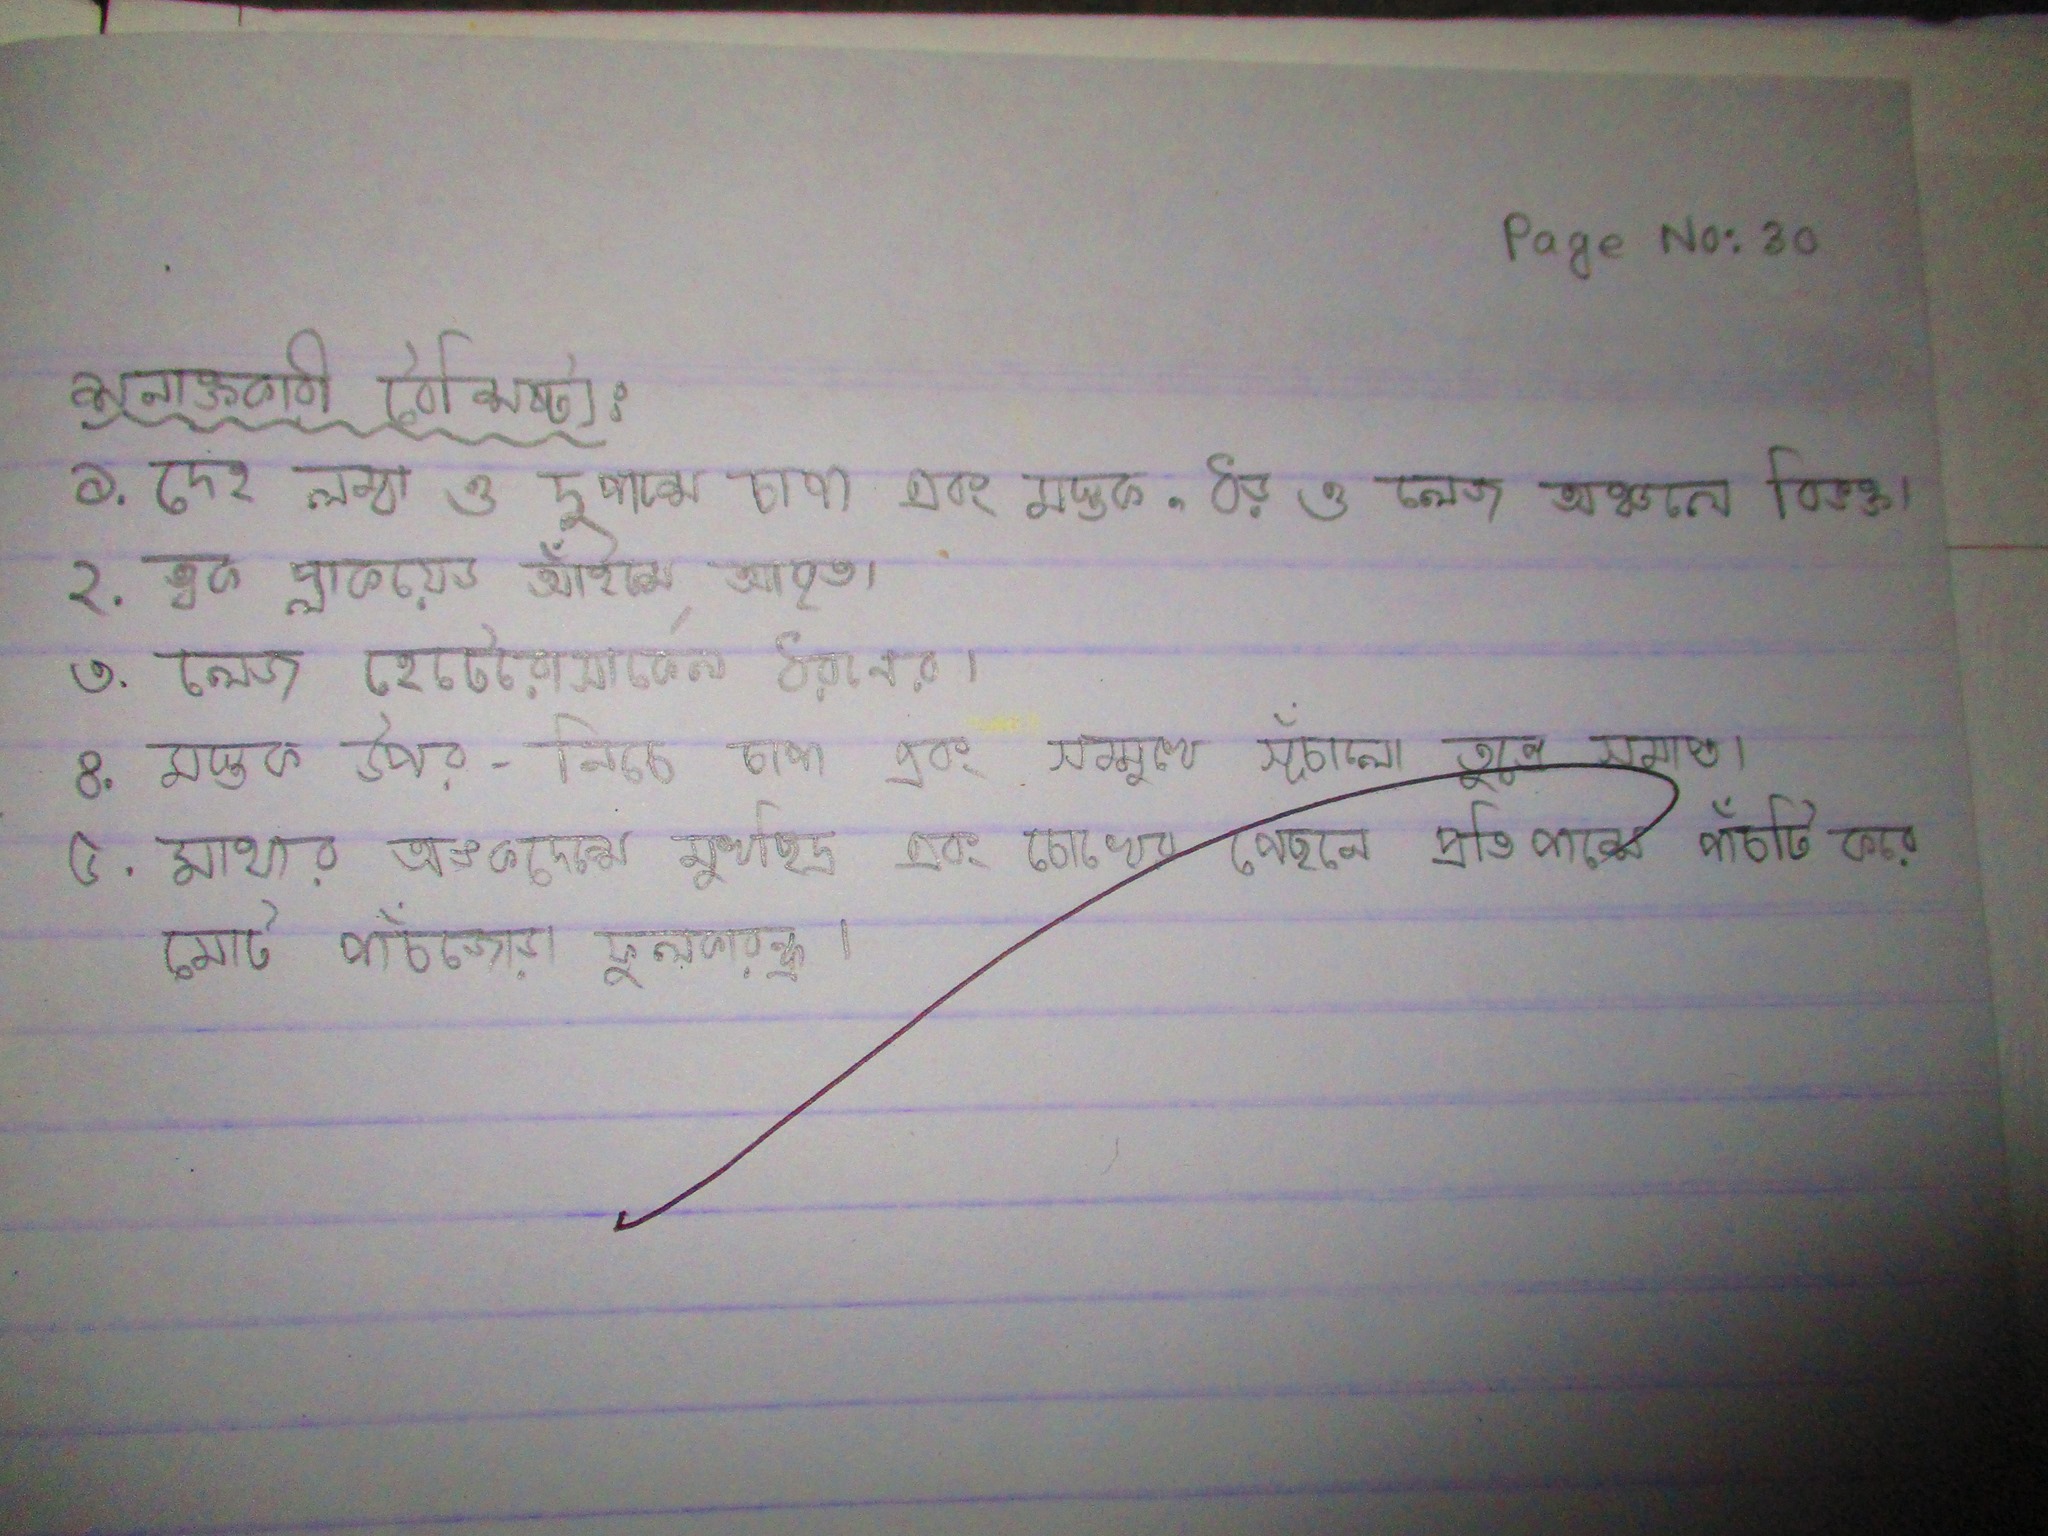 Page No: 30
শনাক্তকারী বৈশিষ্ট্য:
১. দেহ লম্বা ও দুপাশে চাপা এবং মস্তক, ধর ও লেজ অঞ্চলে বিভক্ত।
২. ত্বক প্লাকয়েড আঁইশে আবৃত।
৩. লেজ হেটেরোসার্কেল ধরনের।
৪. মস্তক উপর-নিচে চাপা এবং সম্মুখে সূঁচালো তুন্ডে সমাপ্ত।
৫. মাথার অঙ্কদেশে মুখছিদ্র এবং চোখের পেছনে প্রতিপাশে পাঁচটি করে
মোট পাঁচজোড়া ফুলকারন্ধ্র।